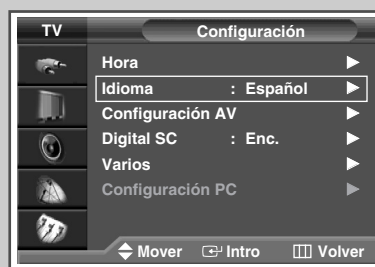 TV Configuración
Hora
Idioma : Español
Configuración AV
Digital SC : Enc.
Varios
Configuración PC
Mover Intro Volver